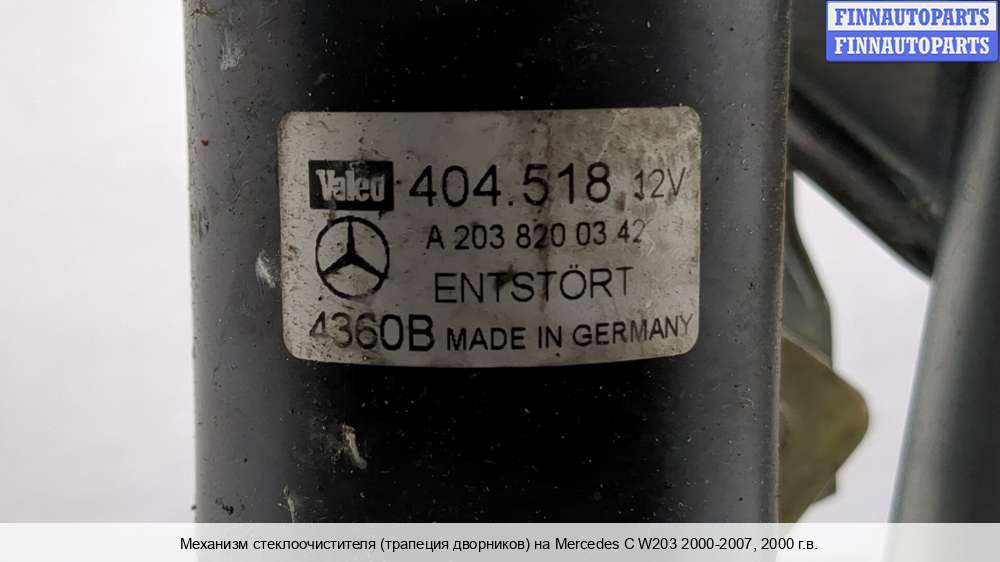 FINNAUTOPARTS
FINNAUTOPARTS
Valeo 404.518 12V
A 203 820 03 42
ENTSTÖRT
4360B MADE IN GERMANY
Механизм стеклоочистителя (трапеция дворников) на Mercedes C W203 2000-2007, 2000 г.в.